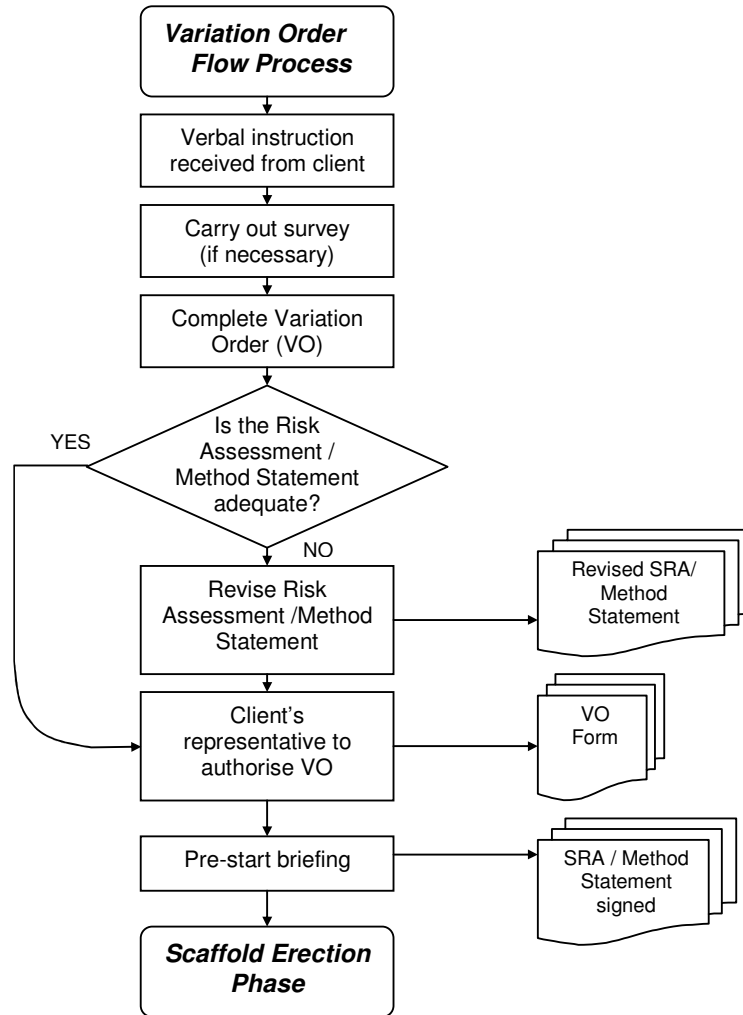 Variation Order
Flow Process
Verbal instruction
received from client
Carry out survey
(if necessary)
Complete Variation
Order (VO)
Is the Risk
Assessment /
Method Statement
adequate?
YES
NO
Revise Risk
Assessment /Method
Statement
Revised SRA/
Method
Statement
Client's
representative to
authorise VO
VO
Form
Pre-start briefing
SRA / Method
Statement
signed
Scaffold Erection
Phase